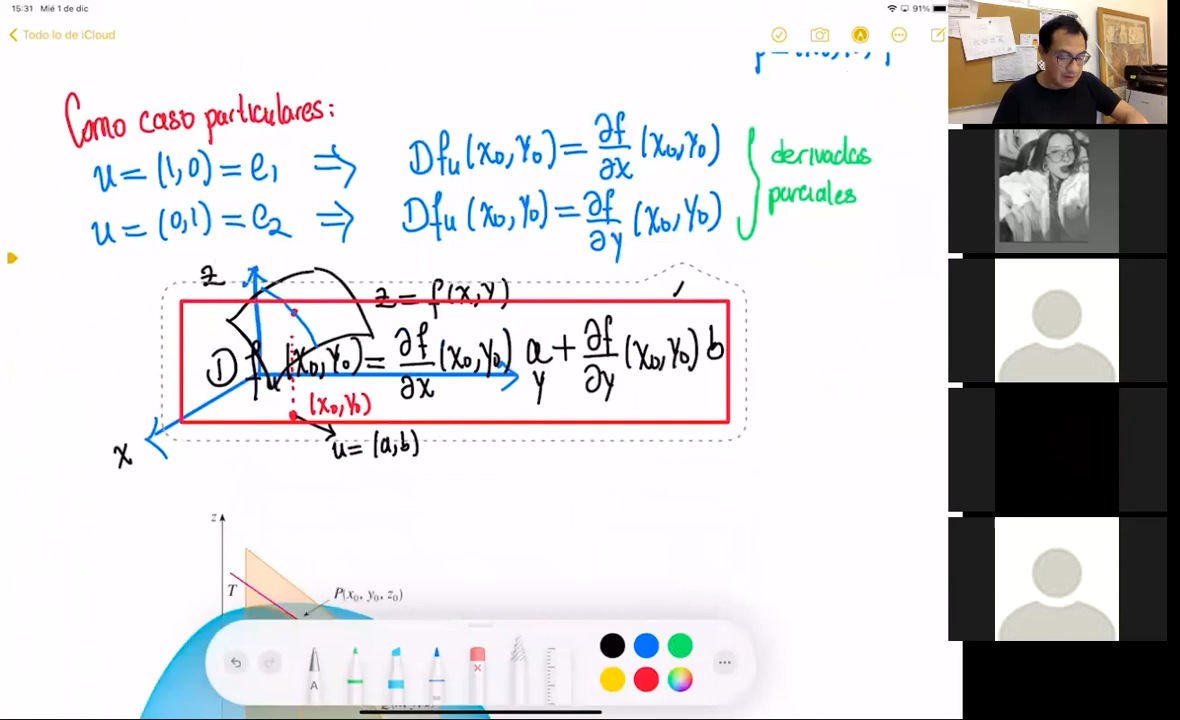 15:31 Mié 1 de dic
91%
Todo lo de iCloud
Como caso particulares:
u = (1,0) = e₁ ⇒ Dfu (x₀,y₀) = ∂f/∂x (x₀,y₀)
u = (0,1) = e₂ ⇒ Dfu (x₀,y₀) = ∂f/∂y (x₀,y₀)
} derivadas
parciales
z
z = f(x,y)
D fu (x₀,y₀) = ∂f/∂x (x₀,y₀) a + ∂f/∂y (x₀,y₀) b
y
(x₀,y₀)
x
u = (a,b)
z
T
P(x₀, y₀, z₀)
A